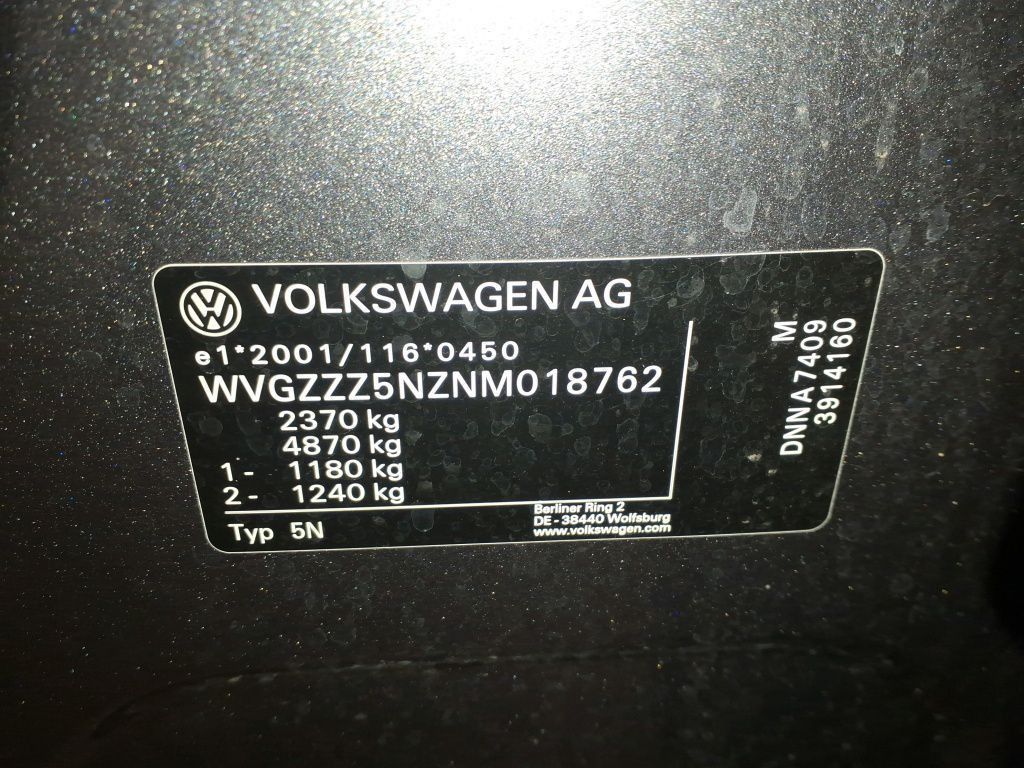 VOLKSWAGEN AG
e1*2001/116*0450
WVGZZZ5NZNM018762
2370 kg
4870 kg
1 - 1180 kg
2 - 1240 kg
Typ 5N
Berliner Ring 2
DE - 38440 Wolfsburg
www.volkswagen.com
M
DNNA7409
3914160